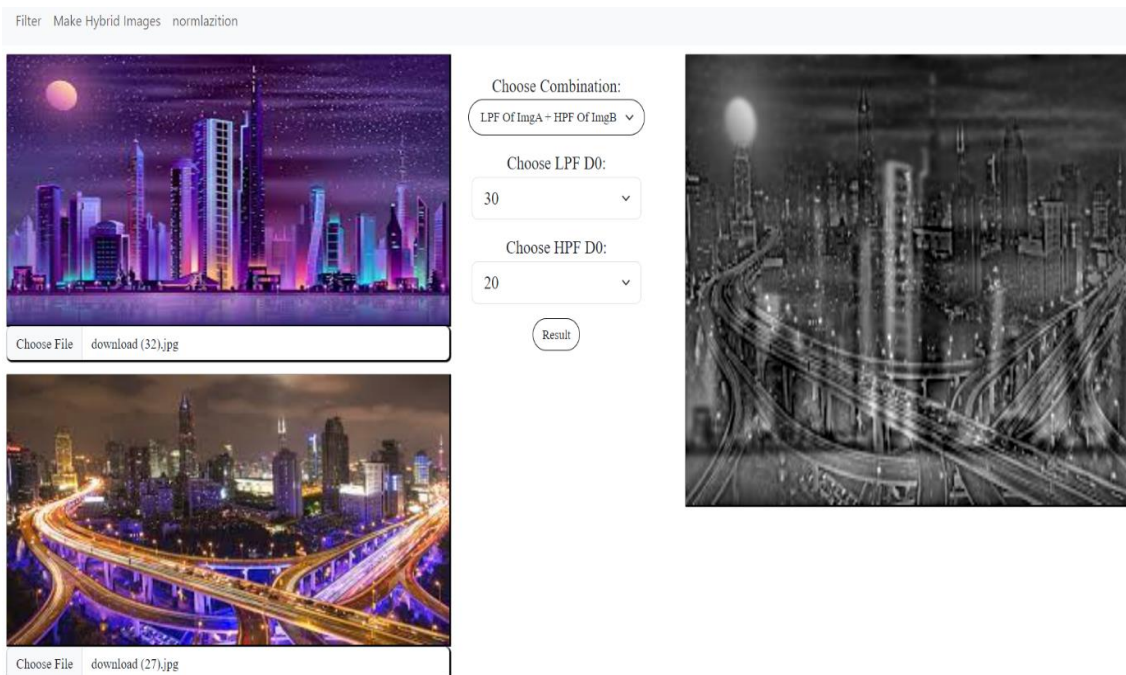 Filter Make Hybrid Images normlazition
Choose File download (32).jpg
Choose File download (27).jpg
Choose Combination:
LPF Of ImgA + HPF Of ImgB
Choose LPF D0:
30
Choose HPF D0:
20
Result